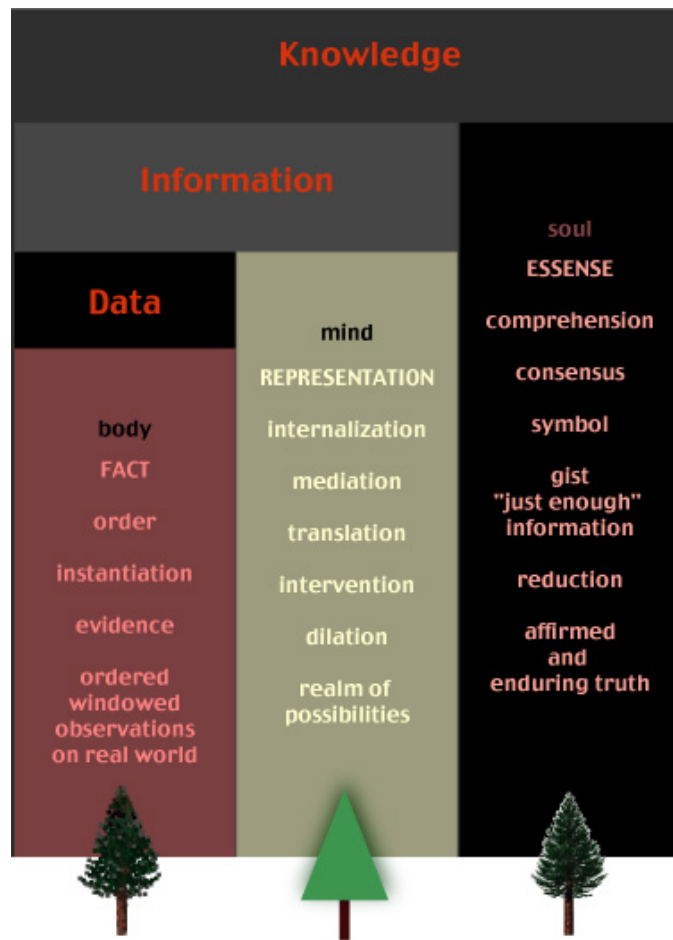 Knowledge
Information
Data
body
FACT
order
instantiation
evidence
ordered
windowed
observations
on real world
mind
REPRESENTATION
internalization
mediation
translation
intervention
dilation
realm of
possibilities
soul
ESSENSE
comprehension
consensus
symbol
gist
"just enough"
information
reduction
affirmed
and
enduring truth